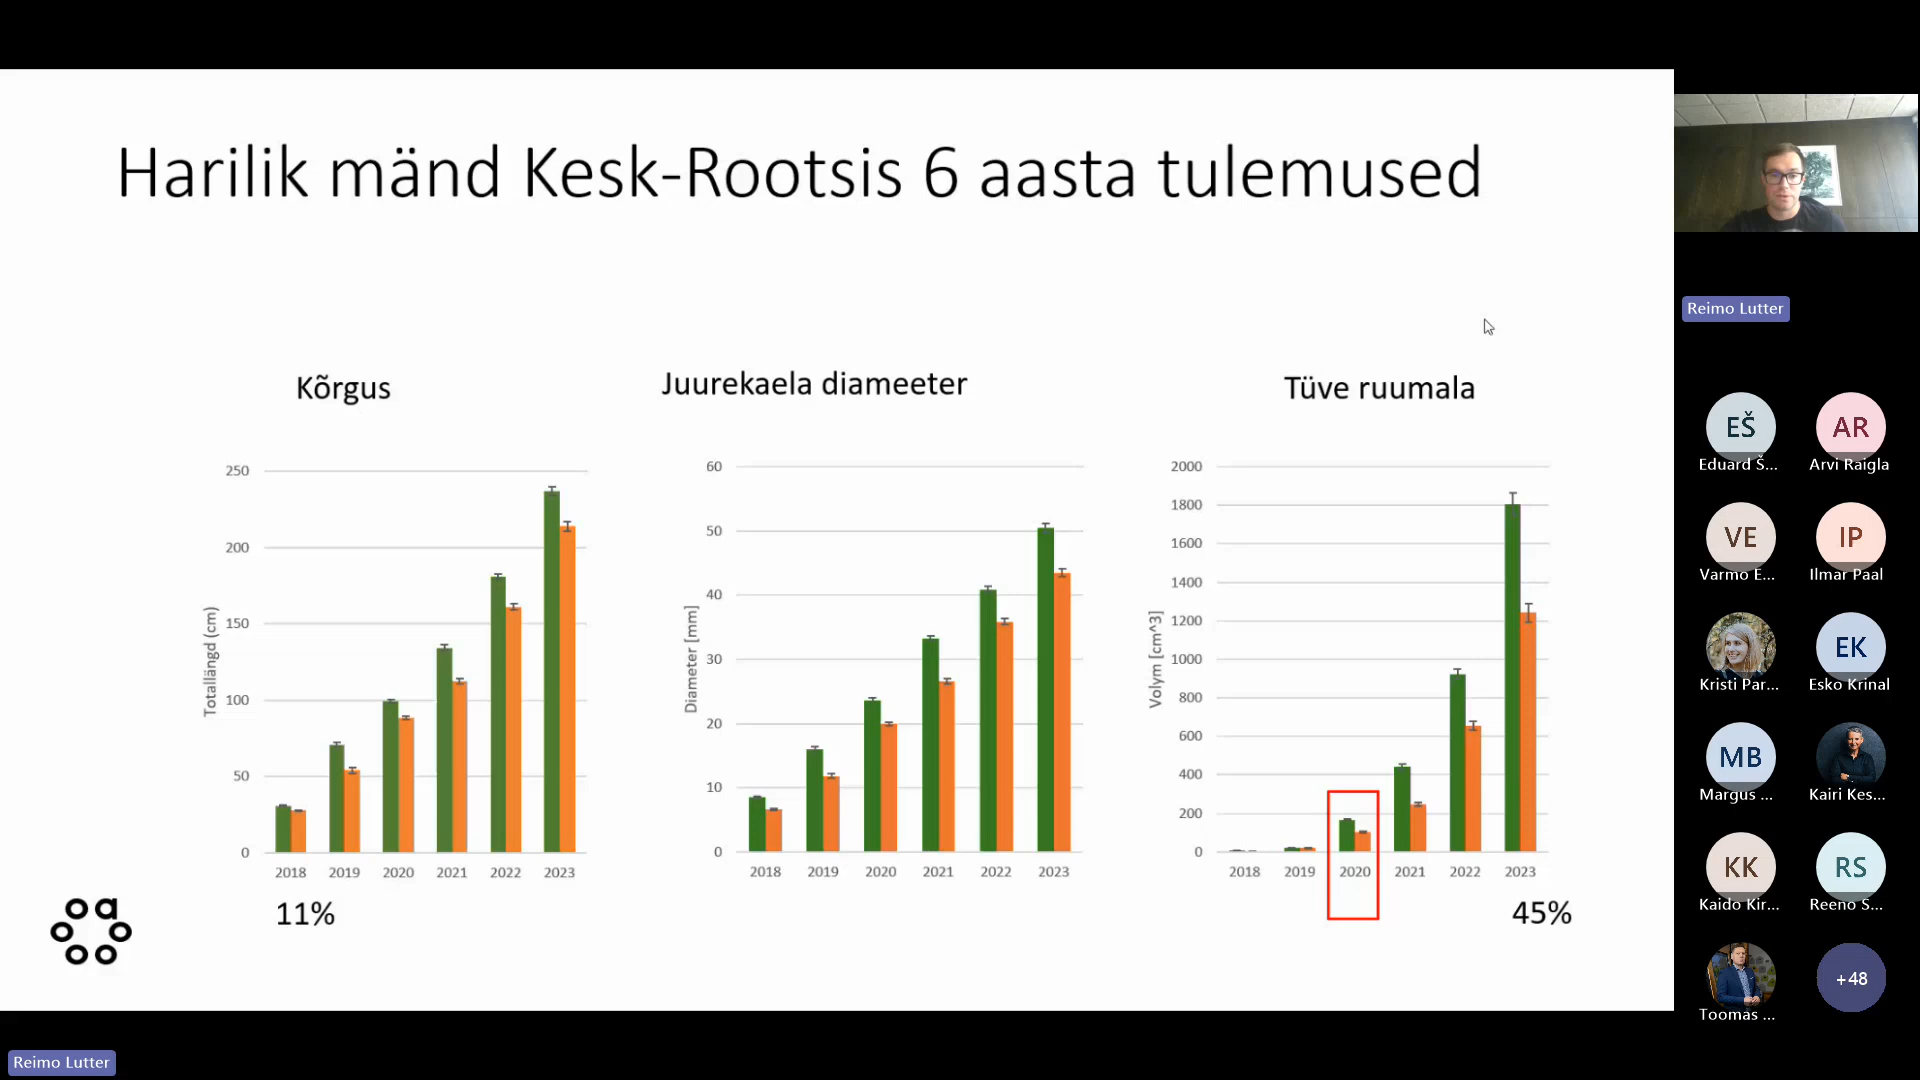 Harilik mänd Kesk-Rootsis 6 aasta tulemused
Kõrgus
Juurekaela diameeter
Tüve ruumala
Totallängd (cm)
250
200
150
100
50
0
2018 2019 2020 2021 2022 2023
Diameter [mm]
60
50
40
30
20
10
0
2018 2019 2020 2021 2022 2023
Volym [cm^3]
2000
1800
1600
1400
1200
1000
800
600
400
200
0
2018 2019 2020 2021 2022 2023
11%
45%
Reimo Lutter
EŠ
Eduard Š...
AR
Arvi Raigla
VE
Varmo E...
IP
Ilmar Paal
Kristi Par...
EK
Esko Krinal
MB
Margus ...
Kairi Kes...
KK
Kaido Kir...
RS
Reeno S...
Toomas ...
+48
Reimo Lutter